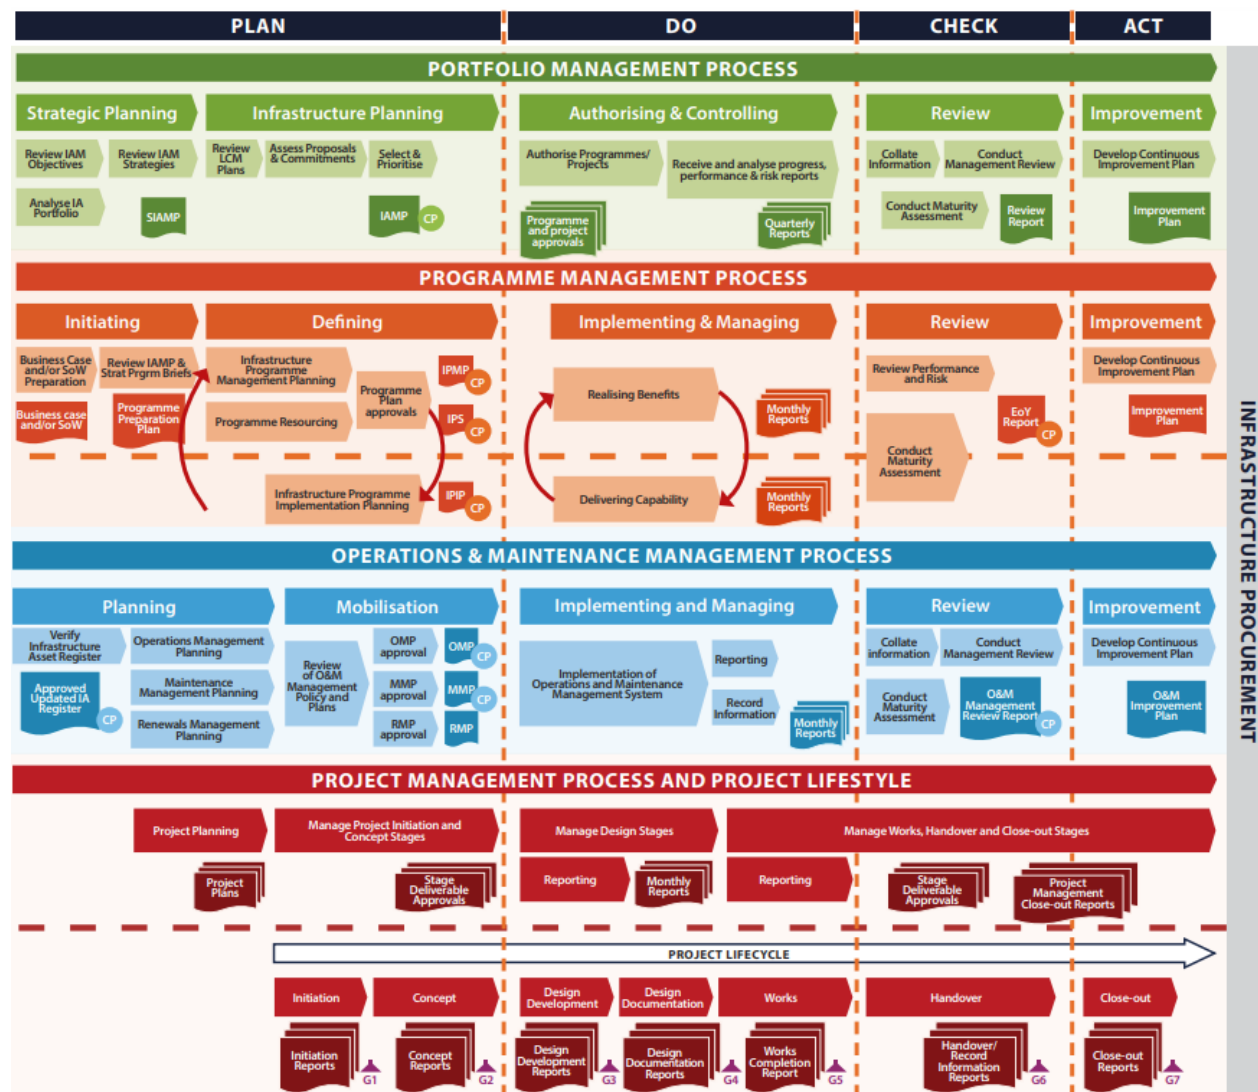 PLAN
DO
CHECK
ACT
PORTFOLIO MANAGEMENT PROCESS
Strategic Planning
Infrastructure Planning
Authorising & Controlling
Review
Improvement
Review IAM
Objectives
Review IAM
Strategies
Review
LCM
Plans
Assess Proposals
& Commitments
Select &
Prioritise
Authorise Programmes/
Projects
Receive and analyse progress,
performance & risk reports
Collate
Information
Conduct
Management Review
Develop Continuous
Improvement Plan
Analyse IA
Portfolio
SIAMP
IAMP
CP
Programme
and project
approvals
Quarterly
Reports
Conduct Maturity
Assessment
Review
Report
Improvement
Plan
PROGRAMME MANAGEMENT PROCESS
Initiating
Defining
Implementing & Managing
Review
Improvement
Business Case
and/or SoW
Preparation
Review IAMP &
Strat Prgrm Briefs
Infrastructure
Programme
Management Planning
Programme
Plan
approvals
IPMP
CP
Realising Benefits
Monthly
Reports
Review Performance
and Risk
Develop Continuous
Improvement Plan
Business case
and/or SoW
Programme
Preparation
Plan
Programme Resourcing
IPS
CP
EoY
Report
CP
Improvement
Plan
Conduct
Maturity
Assessment
Infrastructure Programme
Implementation Planning
IPIP
CP
Delivering Capability
Monthly
Reports
OPERATIONS & MAINTENANCE MANAGEMENT PROCESS
Planning
Mobilisation
Implementing and Managing
Review
Improvement
Verify
Infrastructure
Asset Register
Operations Management
Planning
Review
of O&M
Management
Policy and
Plans
OMP
approval
OMP
CP
Implementation of
Operations and Maintenance
Management System
Reporting
Collate
information
Conduct
Management Review
Develop Continuous
Improvement Plan
Approved
Updated IA
Register
CP
Maintenance
Management Planning
MMP
approval
MMP
CP
Record
Information
Conduct
Maturity
Assessment
O&M
Management
Review Report
CP
O&M
Improvement
Plan
Renewals Management
Planning
RMP
approval
RMP
Monthly
Reports
PROJECT MANAGEMENT PROCESS AND PROJECT LIFESTYLE
Project Planning
Manage Project Initiation and
Concept Stages
Manage Design Stages
Manage Works, Handover and Close-out Stages
Project
Plans
Stage
Deliverable
Approvals
Reporting
Monthly
Reports
Reporting
Stage
Deliverable
Approvals
Project
Management
Close-out Reports
PROJECT LIFECYCLE
Initiation
Concept
Design
Development
Design
Documentation
Works
Handover
Close-out
Initiation
Reports
G1
Concept
Reports
G2
Design
Development
Reports
G3
Design
Documentation
Reports
G4
Works
Completion
Report
G5
Handover/
Record
Information
Reports
G6
Close-out
Reports
G7
INFRASTRUCTURE PROCUREMENT